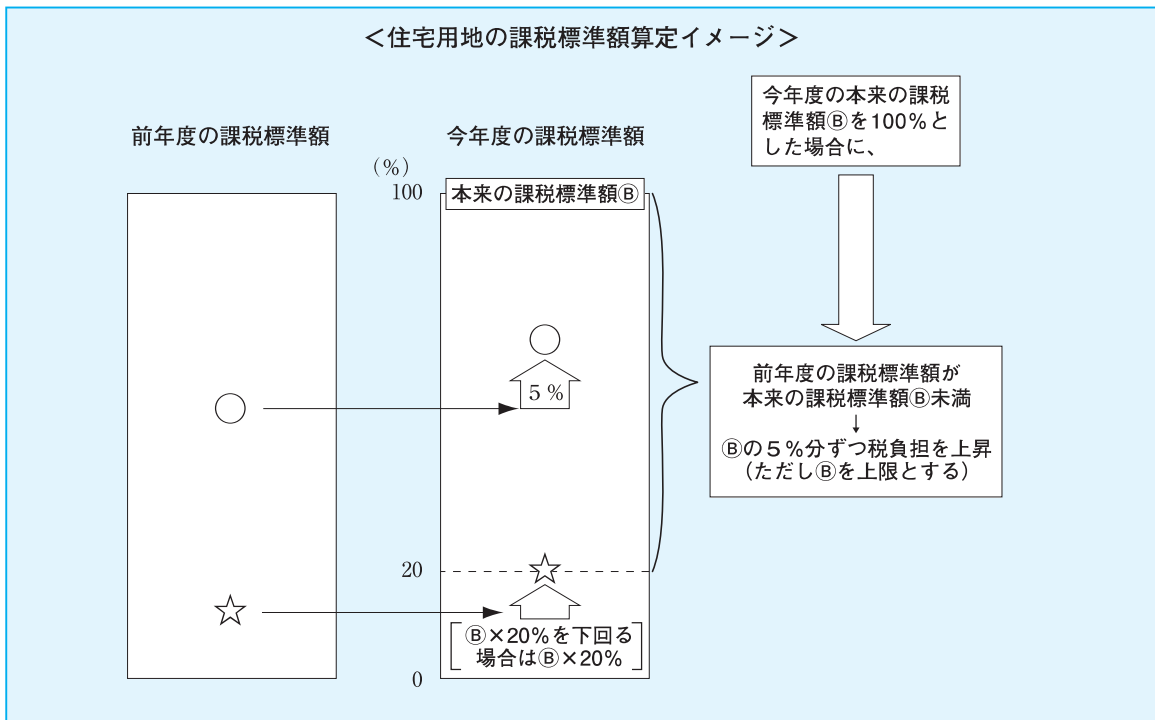 ＜住宅用地の課税標準額算定イメージ＞
前年度の課税標準額
今年度の課税標準額
（%）
100
本来の課税標準額Ⓑ
5 %
20
Ⓑ×20%を下回る
場合はⒷ×20%
0
今年度の本来の課税
標準額Ⓑを100%と
した場合に、
前年度の課税標準額が
本来の課税標準額Ⓑ未満
Ⓑの５%分ずつ税負担を上昇
（ただしⒷを上限とする）